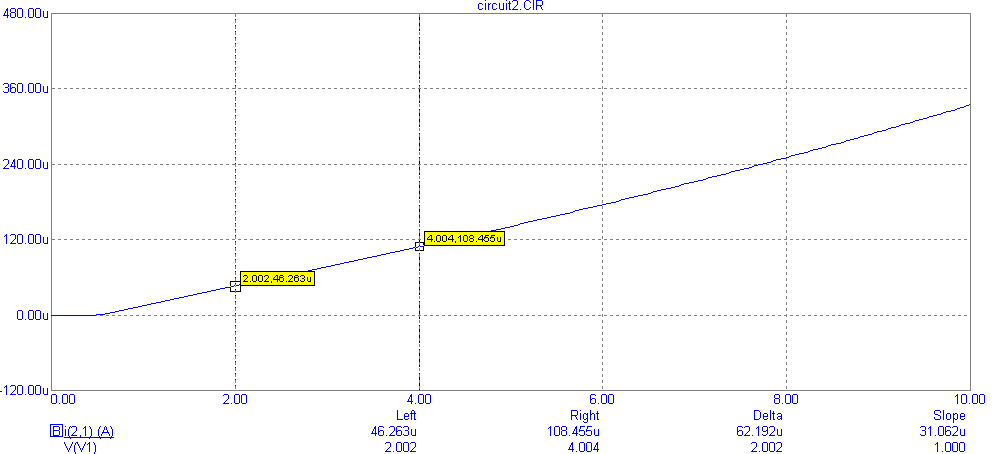 circuit2.CIR
480.00u
360.00u
240.00u
120.00u
4.004,108.455u
2.002,46.263u
0.00u
-120.00u
0.00 2.00 4.00 6.00 8.00 10.00
Left Right Delta Slope
B i(2,1) (A) 46.263u 108.455u 62.192u 31.062u
V(V1) 2.002 4.004 2.002 1.000